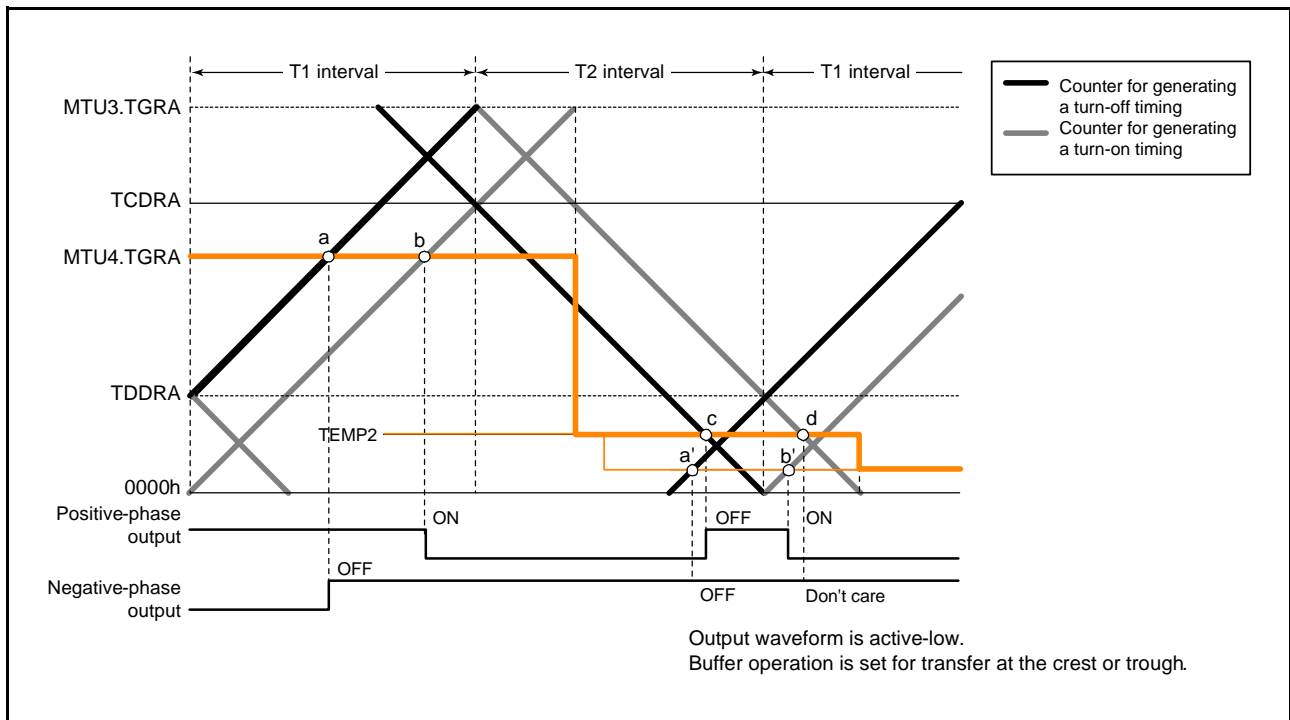 T1 interval
T2 interval
T1 interval
Counter for generating
a turn-off timing
Counter for generating
a turn-on timing
MTU3.TGRA
TCDRA
MTU4.TGRA
a
b
TDDRA
TEMP2
c
d
a'
b'
0000h
Positive-phase
output
ON
OFF
ON
Negative-phase
output
OFF
OFF
Don't care
Output waveform is active-low.
Buffer operation is set for transfer at the crest or trough.